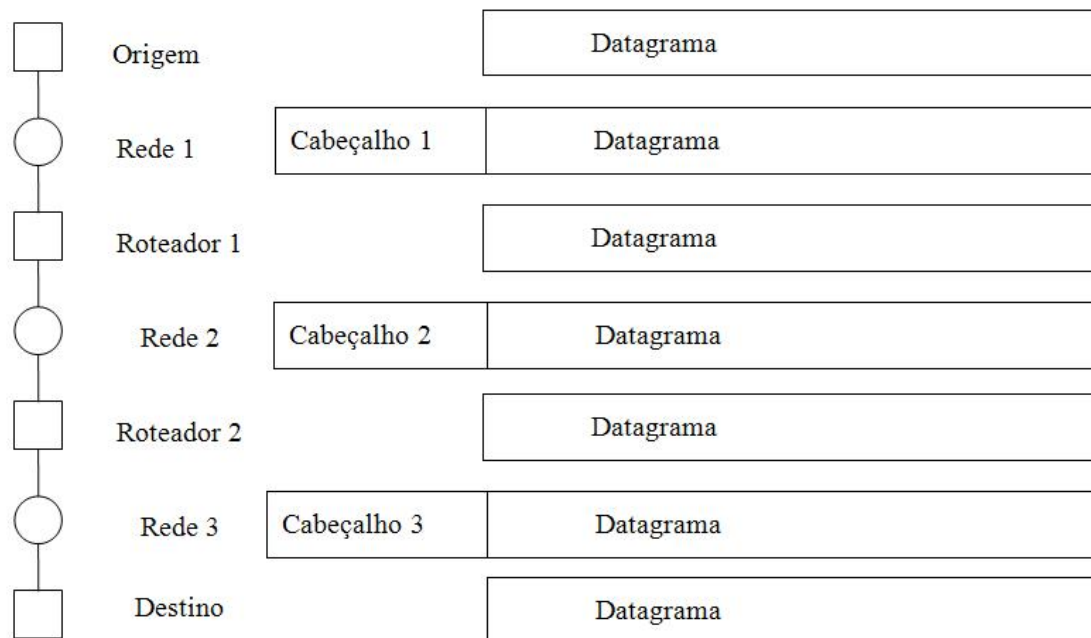 Origem
Datagrama
Rede 1
Cabeçalho 1
Datagrama
Roteador 1
Datagrama
Rede 2
Cabeçalho 2
Datagrama
Roteador 2
Datagrama
Rede 3
Cabeçalho 3
Datagrama
Destino
Datagrama